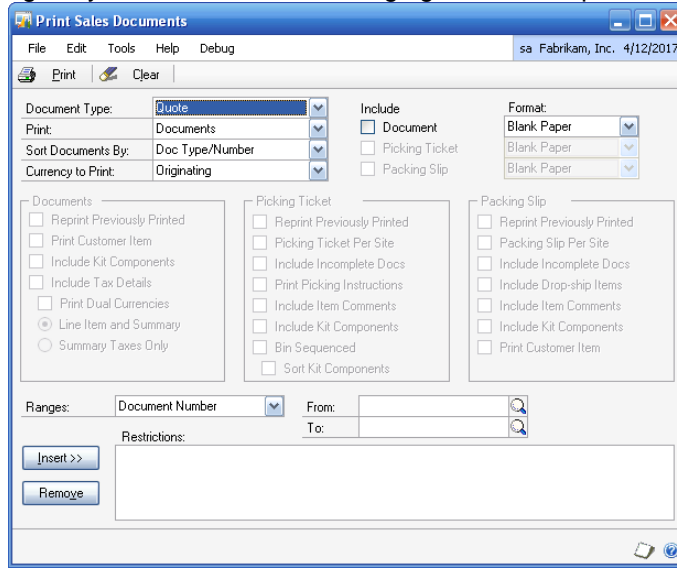 Print Sales Documents
File Edit Tools Help Debug sa Fabrikam, Inc. 4/12/2017
Print Clear
Document Type: Quote Include Format:
Print: Documents Document Blank Paper
Sort Documents By: Doc Type/Number Picking Ticket Blank Paper
Currency to Print: Originating Packing Slip Blank Paper
Documents Picking Ticket Packing Slip
Reprint Previously Printed Reprint Previously Printed Reprint Previously Printed
Print Customer Item Picking Ticket Per Site Packing Slip Per Site
Include Kit Components Include Incomplete Docs Include Incomplete Docs
Include Tax Details Print Picking Instructions Include Drop-ship Items
Print Dual Currencies Include Item Comments Include Item Comments
Line Item and Summary Include Kit Components Include Kit Components
Summary Taxes Only Bin Sequenced Print Customer Item
Sort Kit Components
Ranges: Document Number From:
To:
Restrictions:
Insert >>
Remove